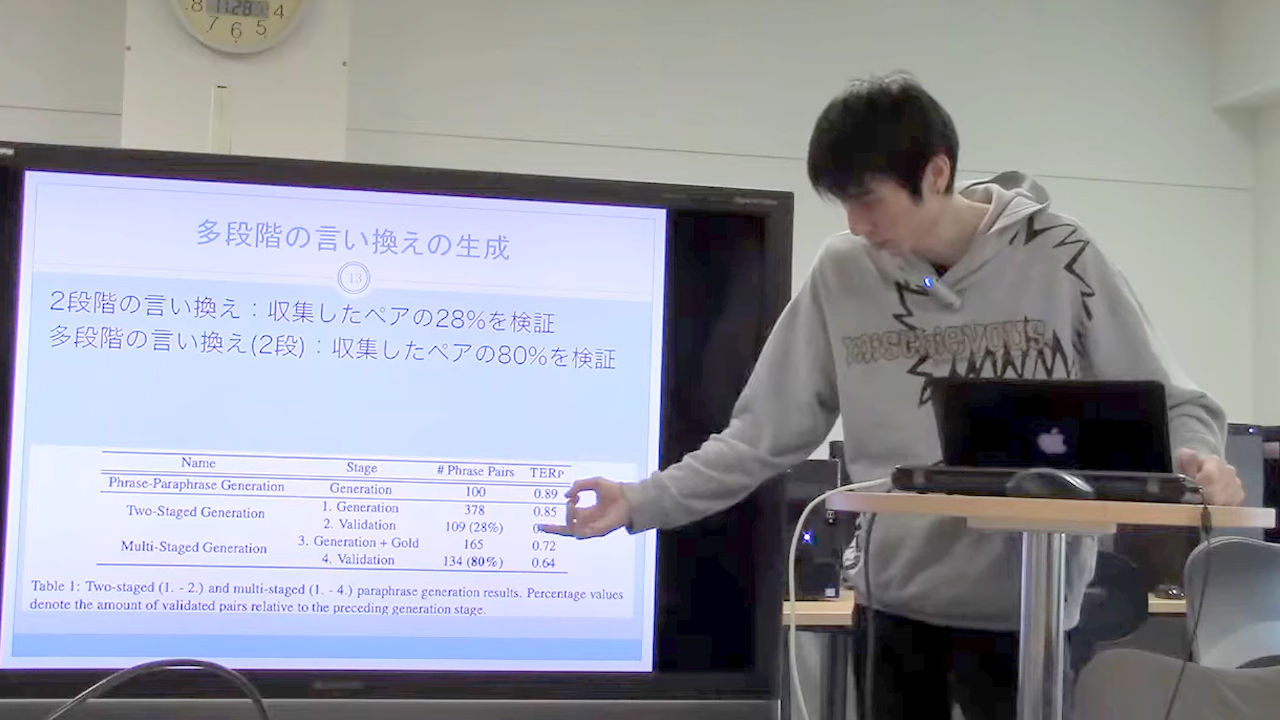 8 1128 4
7 6 5
多段階の言い換えの生成
13
2段階の言い換え：収集したペアの28%を検証
多段階の言い換え(2段)：収集したペアの80%を検証
Name Stage # Phrase Pairs TERP
Phrase-Paraphrase Generation Generation 100 0.89
Two-Staged Generation 1. Generation 378 0.85
2. Validation 109 (28%)
Multi-Staged Generation 3. Generation + Gold 165 0.72
4. Validation 134 (80%) 0.64
Table 1: Two-staged (1. - 2.) and multi-staged (1. - 4.) paraphrase generation results. Percentage values
denote the amount of validated pairs relative to the preceding generation stage.
mischievous